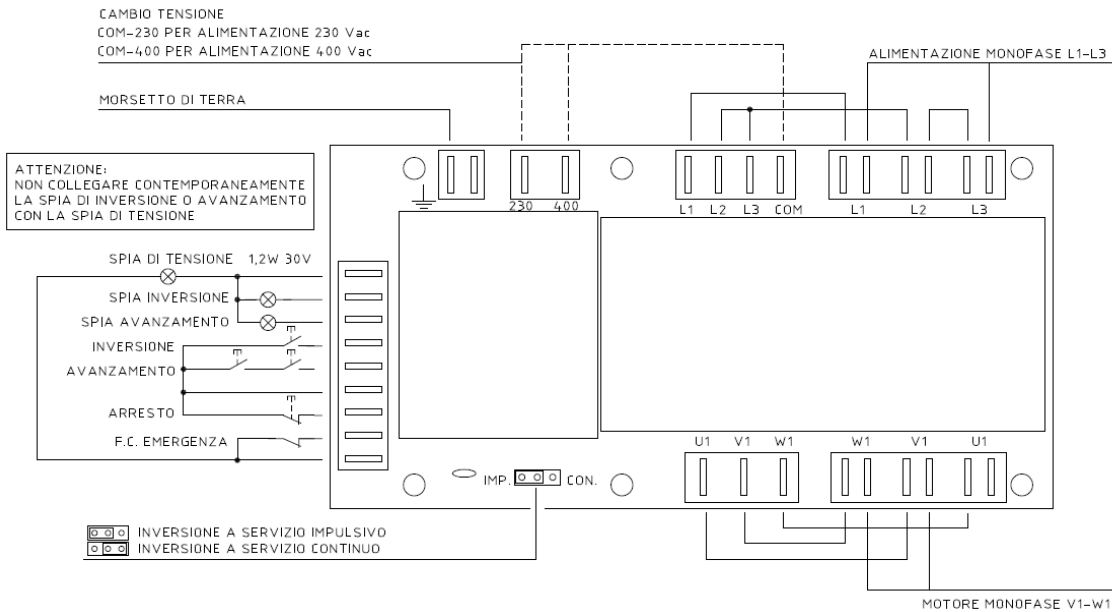 CAMBIO TENSIONE
COM-230 PER ALIMENTAZIONE 230 Vac
COM-400 PER ALIMENTAZIONE 400 Vac
ALIMENTAZIONE MONOFASE L1-L3
MORSETTO DI TERRA
ATTENZIONE:
NON COLLEGARE CONTEMPORANEAMENTE
LA SPIA DI INVERSIONE O AVANZAMENTO
CON LA SPIA DI TENSIONE
230 400
L1 L2 L3 COM
L1 L2 L3
SPIA DI TENSIONE 1,2W 30V
SPIA INVERSIONE
SPIA AVANZAMENTO
INVERSIONE
AVANZAMENTO
ARRESTO
F.C. EMERGENZA
U1 V1 W1
W1 V1 U1
IMP. CON.
INVERSIONE A SERVIZIO IMPULSIVO
INVERSIONE A SERVIZIO CONTINUO
MOTORE MONOFASE V1-W1